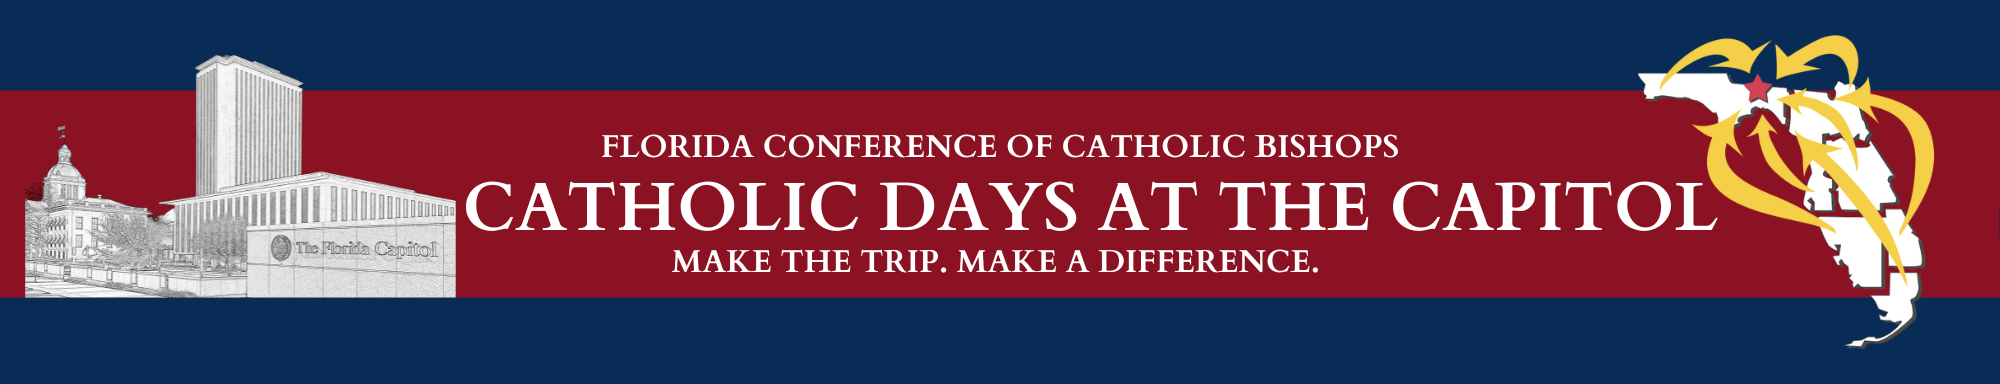 FLORIDA CONFERENCE OF CATHOLIC BISHOPS
CATHOLIC DAYS AT THE CAPITOL
MAKE THE TRIP. MAKE A DIFFERENCE.
The Florida Capitol